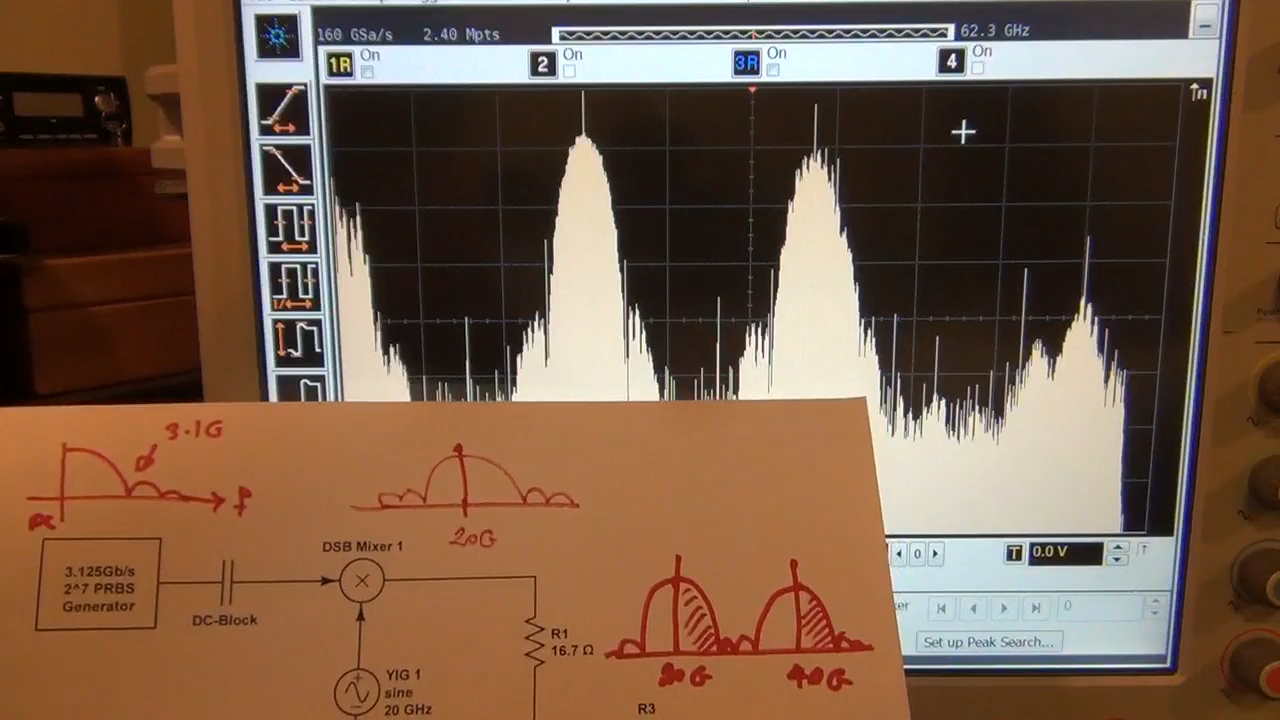 160 GSa/s 2.40 Mpts 62.3 GHz
1R On 2 On 3R On 4 On
3.1G
f
DC
20G
DSB Mixer 1
3.125Gb/s
2^7 PRBS
Generator
DC-Block
R1
16.7 Ω
YIG 1
sine
20 GHz
20G 40G
R3
0
T 0.0 V
0
Set up Peak Search...